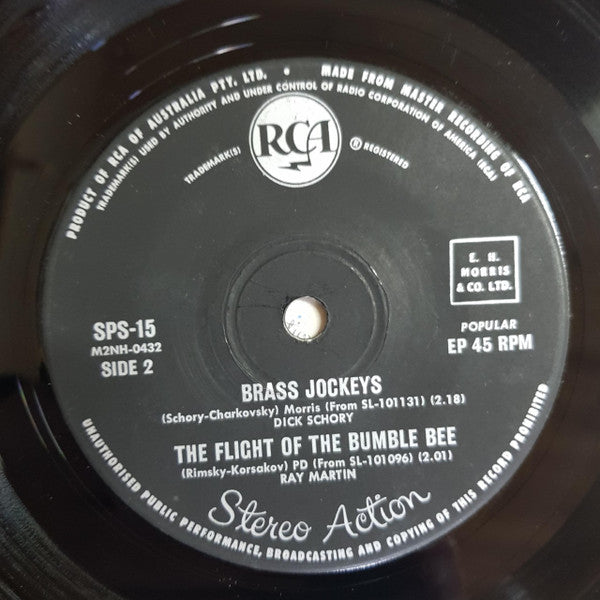 PRODUCT OF RCA OF AUSTRALIA PTY. LTD. • MADE FROM MASTER RECORDING OF RCA
TRADEMARK(S) USED BY AUTHORITY AND UNDER CONTROL OF RADIO CORPORATION OF AMERICA (RCA)
RCA
TRADEMARK(S) ® REGISTERED
E. H.
MORRIS
& CO. LTD.
SPS-15
M2NH-0432
SIDE 2
POPULAR
EP 45 RPM
BRASS JOCKEYS
(Schory-Charkovsky) Morris (From SL-101131) (2.18)
DICK SCHORY
THE FLIGHT OF THE BUMBLE BEE
(Rimsky-Korsakov) PD (From SL-101096) (2.01)
RAY MARTIN
Stereo Action
UNAUTHORISED PUBLIC PERFORMANCE, BROADCASTING AND COPYING OF THIS RECORD PROHIBITED